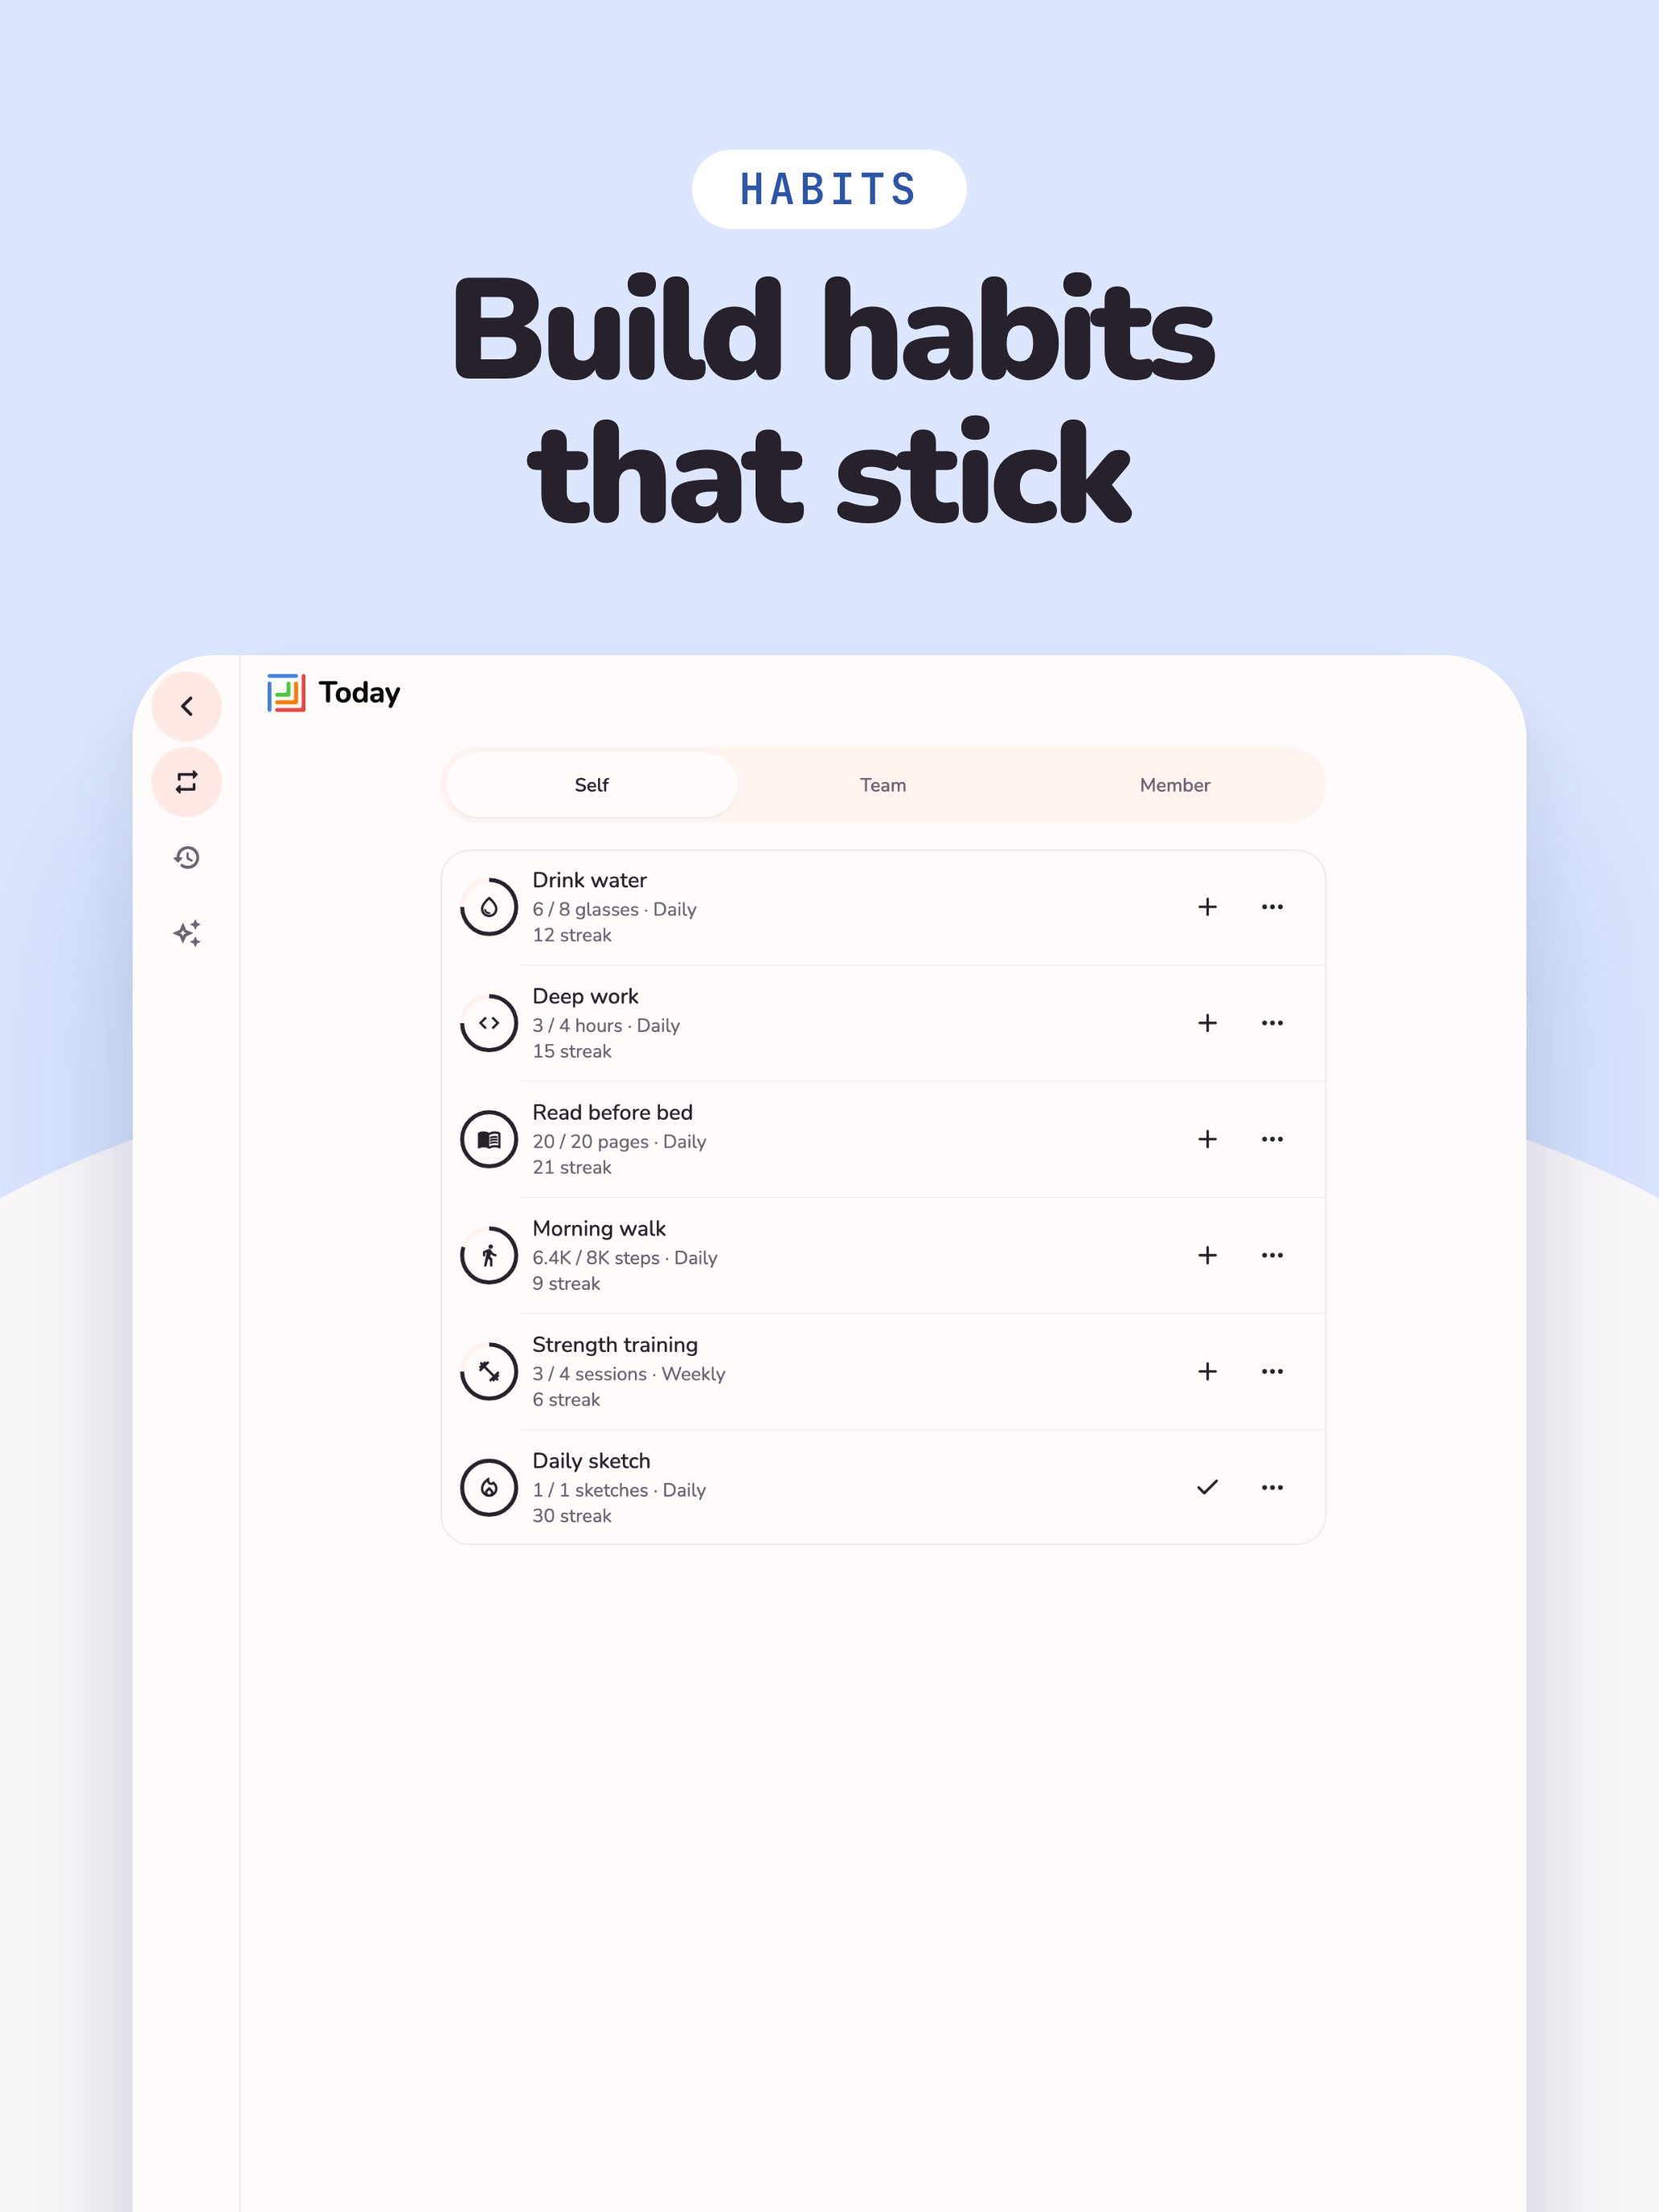 HABITS
Build habits
that stick
Today
Self
Team
Member
Drink water
6 / 8 glasses · Daily
12 streak
Deep work
3 / 4 hours · Daily
15 streak
Read before bed
20 / 20 pages · Daily
21 streak
Morning walk
6.4K / 8K steps · Daily
9 streak
Strength training
3 / 4 sessions · Weekly
6 streak
Daily sketch
1 / 1 sketches · Daily
30 streak